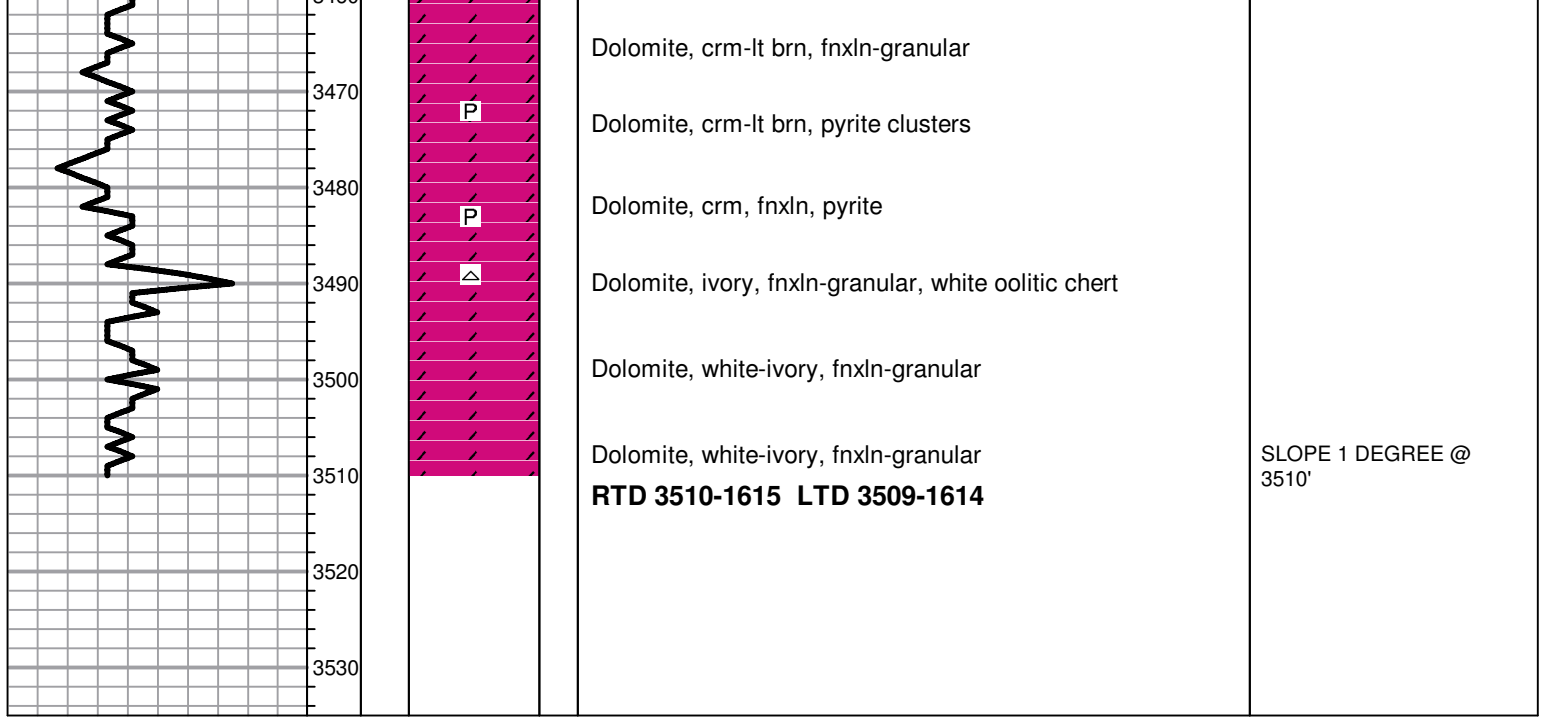 Dolomite, crm-lt brn, fnxln-granular
3470
P
Dolomite, crm-lt brn, pyrite clusters
3480
Dolomite, crm, fnxln, pyrite
P
3490
Dolomite, ivory, fnxln-granular, white oolitic chert
Dolomite, white-ivory, fnxln-granular
3500
Dolomite, white-ivory, fnxln-granular
SLOPE 1 DEGREE @
3510'
3510
RTD 3510-1615 LTD 3509-1614
3520
3530